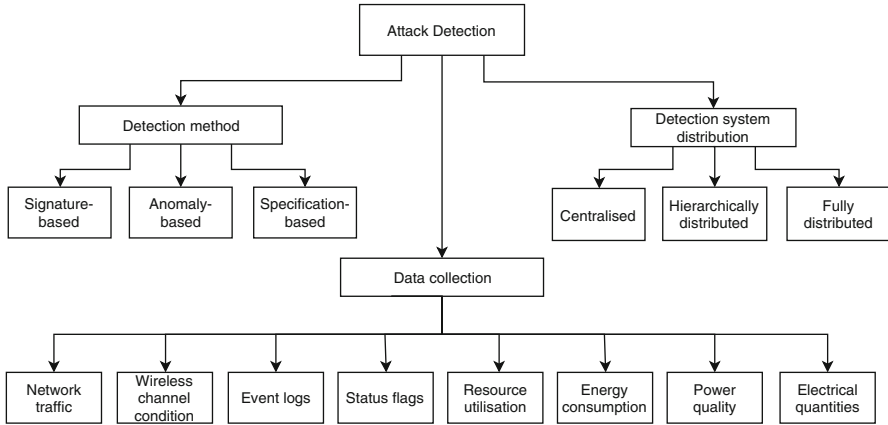 Attack Detection
Detection method
Detection system
distribution
Signature-
based
Anomaly-
based
Specification-
based
Centralised
Hierarchically
distributed
Fully
distributed
Data collection
Network
traffic
Wireless
channel
condition
Event logs
Status flags
Resource
utilisation
Energy
consumption
Power
quality
Electrical
quantities